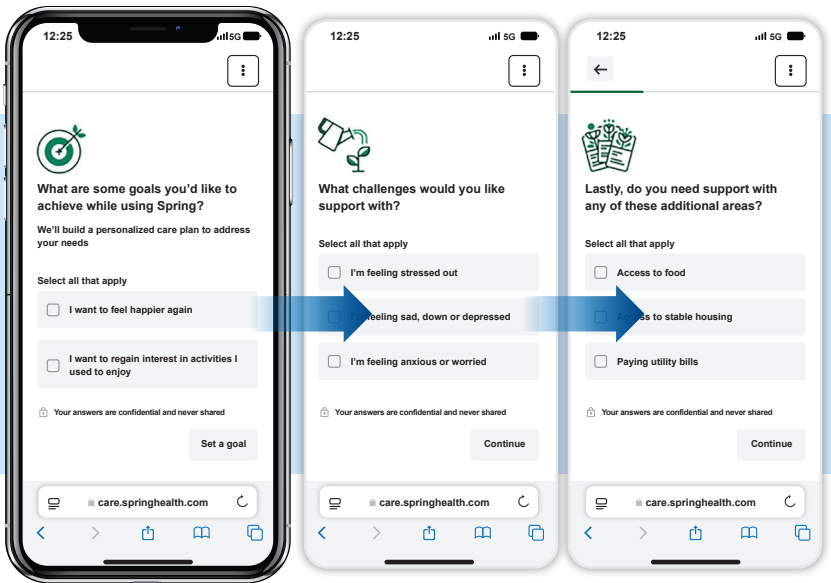 12:25
5G
What are some goals you'd like to
achieve while using Spring?
We'll build a personalized care plan to address
your needs
Select all that apply
I want to feel happier again
I want to regain interest in activities I
used to enjoy
Your answers are confidential and never shared
Set a goal
care.springhealth.com
12:25
5G
What challenges would you like
support with?
Select all that apply
I'm feeling stressed out
feeling sad, down or depressed
I'm feeling anxious or worried
Your answers are confidential and never shared
Continue
care.springhealth.com
12:25
5G
Lastly, do you need support with
any of these additional areas?
Select all that apply
Access to food
to stable housing
Paying utility bills
Your answers are confidential and never shared
Continue
care.springhealth.com